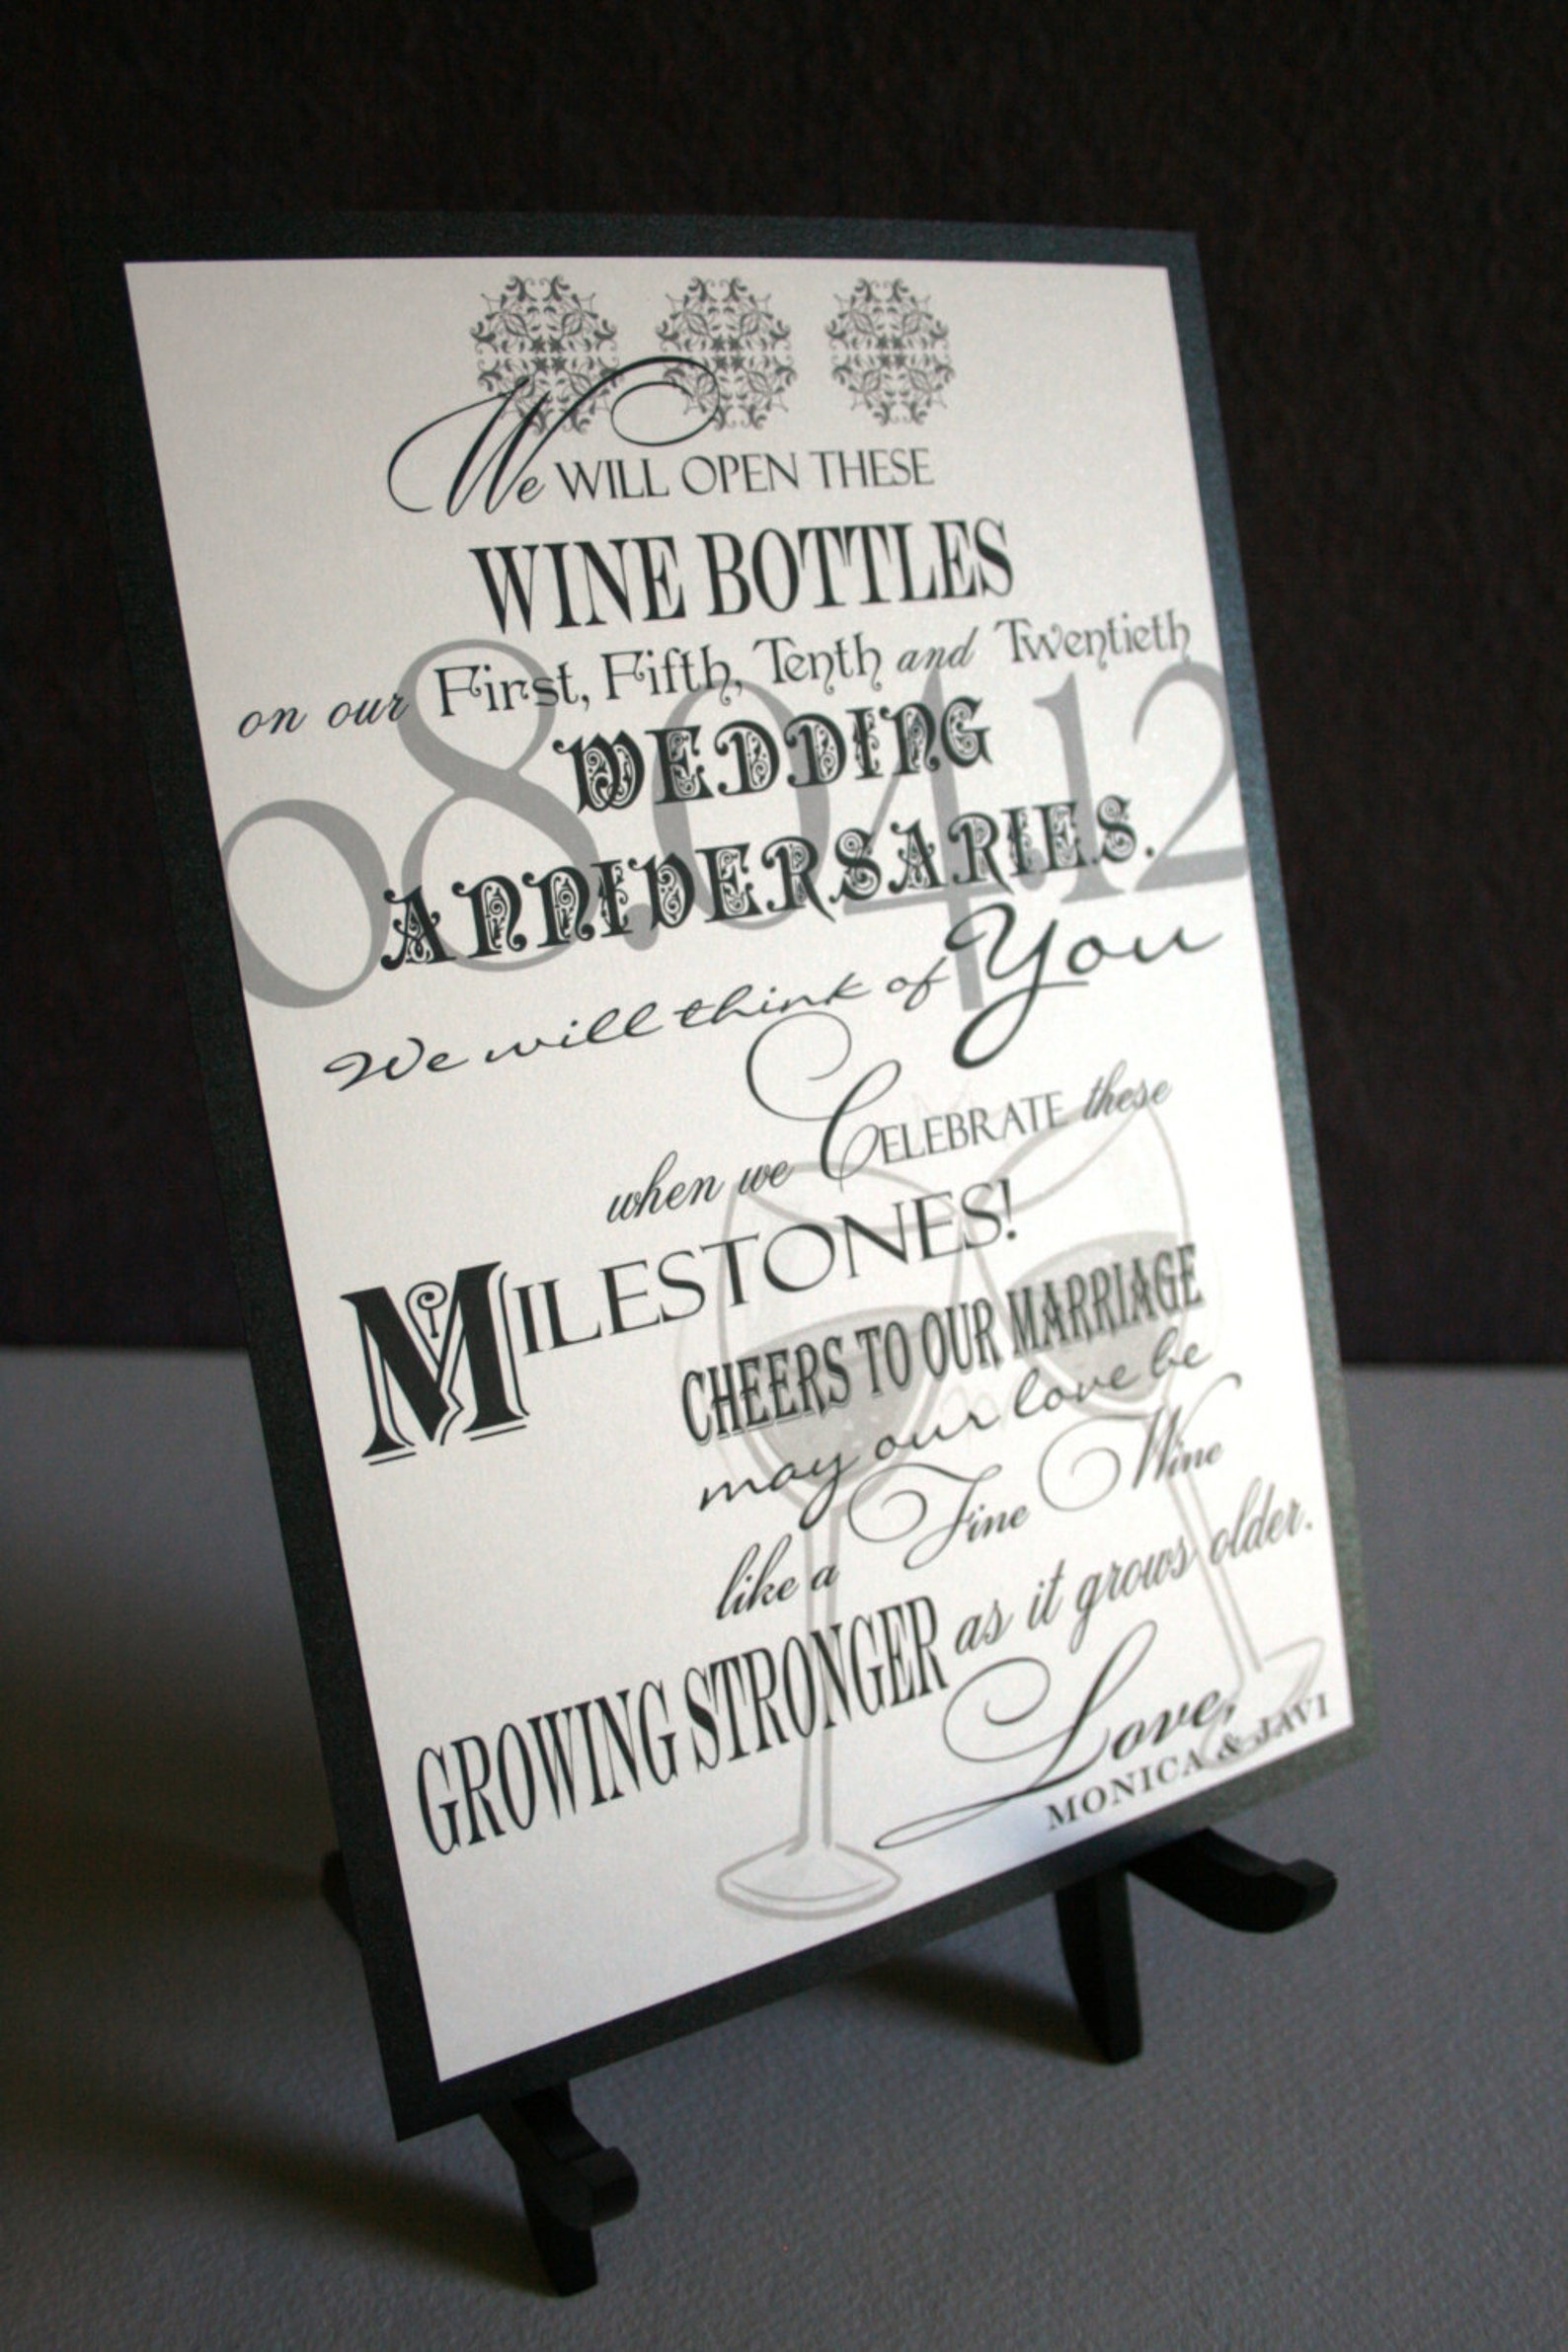 We WILL OPEN THESE
WINE BOTTLES
on our First, Fifth, Tenth and Twentieth
08.04.12
WEDDING
ANNIVERSARIES.
We will think of You
when we CELEBRATE these
MILESTONES!
CHEERS TO OUR MARRIAGE
may our love be
like a Fine Wine
GROWING STRONGER as it grows older.
Love,
MONICA & JAVI